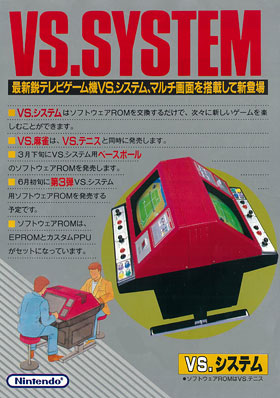 VS.SYSTEM
最新鋭テレビゲーム機VS.システム、マルチ画面を搭載して新登場
■VS.システムはソフトウェアROMを交換するだけで、次々に新しいゲームを楽
しむことができます。
■VS.麻雀は、VS.テニスと同時に発売します。
■3月下旬にVS.システム用ベースボール
のソフトウェアROMを発売します。
■6月初旬に第3弾VS.システム
用ソフトウェアROMを発売する
予定です。
■ソフトウェアROMは、
EPROMとカスタムPPU
がセットになっています。
VS.システム
●ソフトウェアROMはVS.テニス
Nintendo®